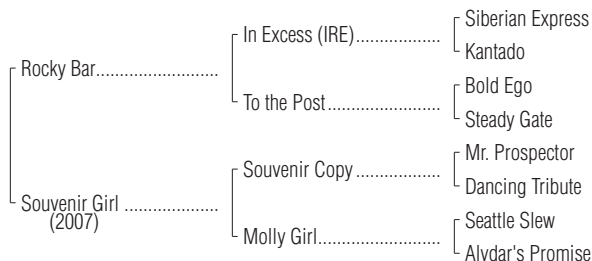 Siberian Express
In Excess (IRE)..................
Kantado
Rocky Bar..........................
Bold Ego
To the Post........................
Steady Gate
Mr. Prospector
Souvenir Copy ..................
Dancing Tribute
Souvenir Girl ....................
(2007)
Seattle Slew
Molly Girl..........................
Alydar's Promise